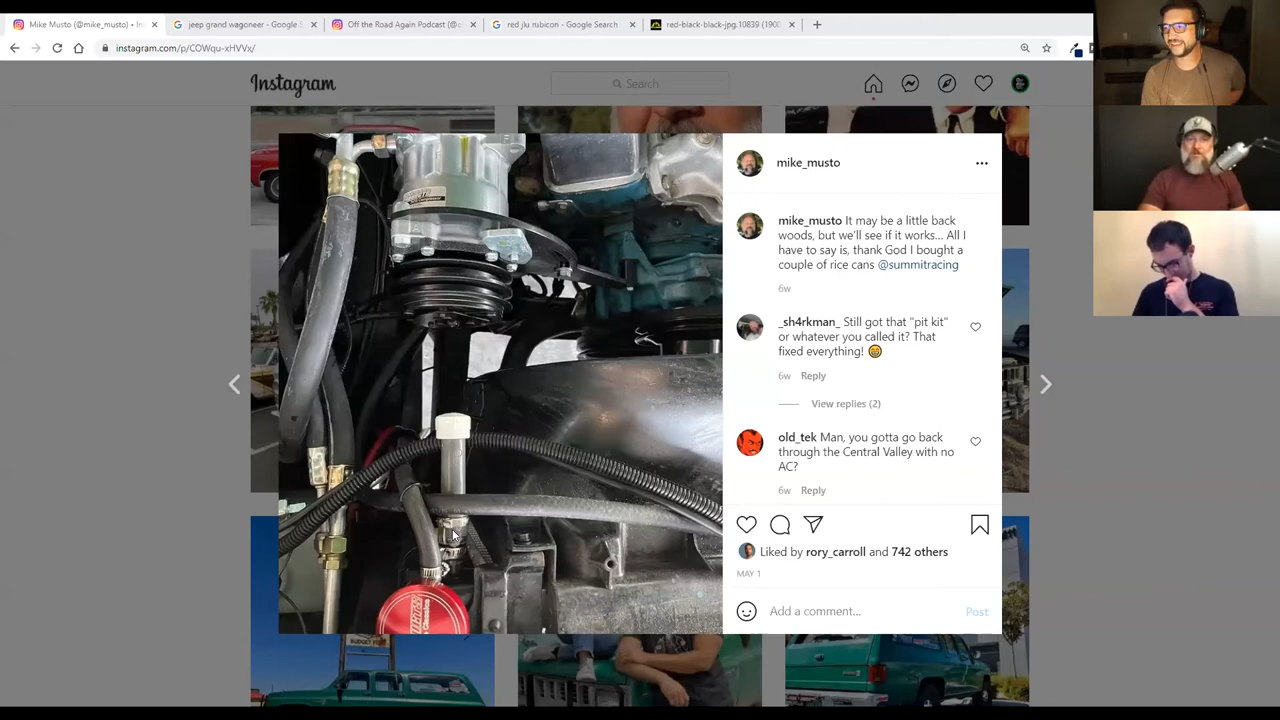 Mike Musto (@mike_musto) • In
jeep grand wagoneer - Google S
Off the Road Again Podcast (@o
red jlu rubicon - Google Search
red-black-black-jpg.10839 (1900
instagram.com/p/COWqu-xHVVx/
Instagram
Search
mike_musto
mike_musto It may be a little back
woods, but we'll see if it works... All I
have to say is, thank God I bought a
couple of rice cans @summitracing
6w
_sh4rkman_ Still got that "pit kit"
or whatever you called it? That
fixed everything! 😁
6w Reply
View replies (2)
old_tek Man, you gotta go back
through the Central Valley with no
AC?
6w Reply
Liked by rory_carroll and 742 others
MAY 1
Add a comment...
Post
BUDGET